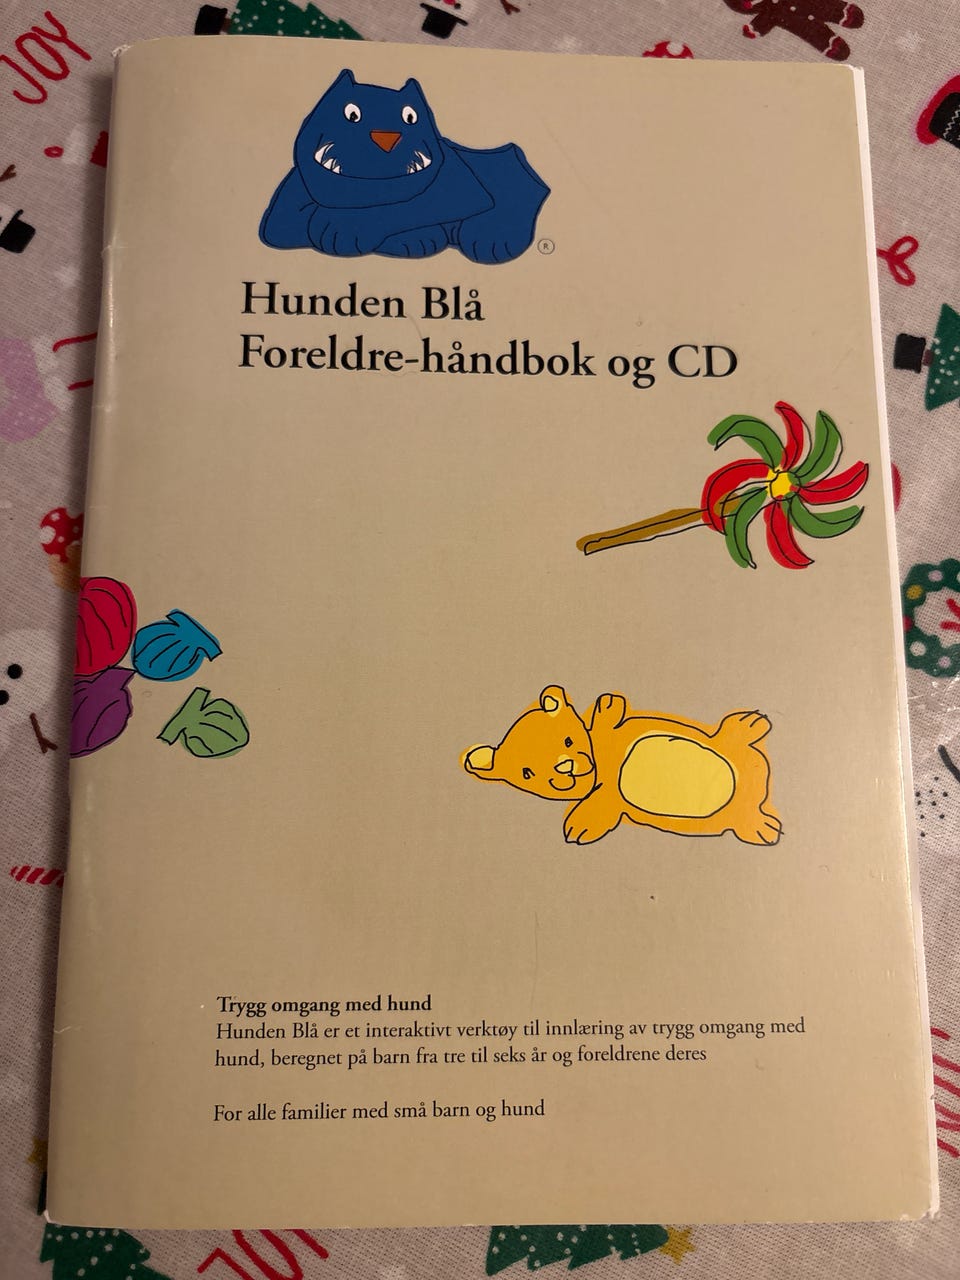 JOY
®
Hunden Blå
Foreldre-håndbok og CD
Trygg omgang med hund
Hunden Blå er et interaktivt verktøy til innlæring av trygg omgang med
hund, beregnet på barn fra tre til seks år og foreldrene deres
For alle familier med små barn og hund
JOY